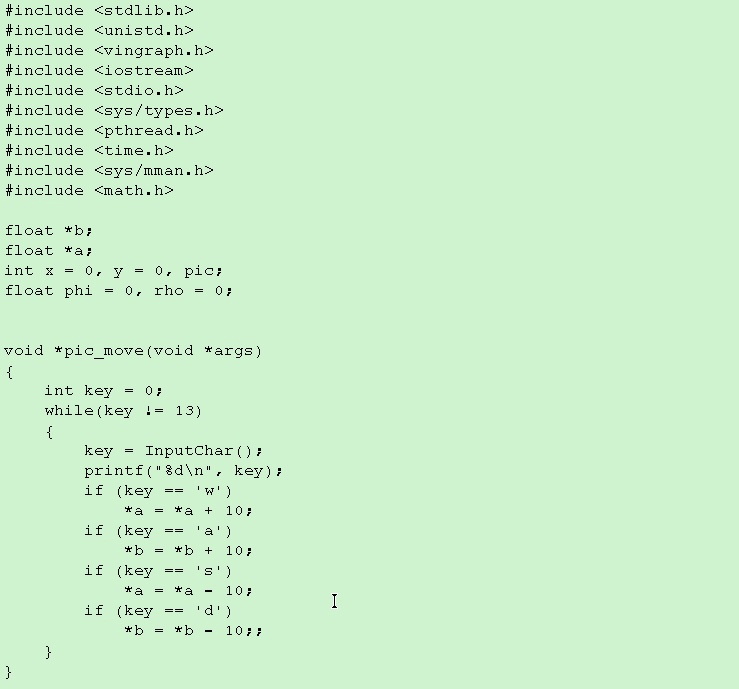 #include <stdlib.h>
#include <unistd.h>
#include <vingraph.h>
#include <iostream>
#include <stdio.h>
#include <sys/types.h>
#include <pthread.h>
#include <time.h>
#include <sys/mman.h>
#include <math.h>

float *b;
float *a;
int x = 0, y = 0, pic;
float phi = 0, rho = 0;


void *pic_move(void *args)
{
    int key = 0;
    while(key != 13)
    {
        key = InputChar();
        printf("%d\n", key);
        if (key == 'w')
            *a = *a + 10;
        if (key == 'a')
            *b = *b + 10;
        if (key == 's')
            *a = *a - 10;
        if (key == 'd')
            *b = *b - 10;;
    }
}